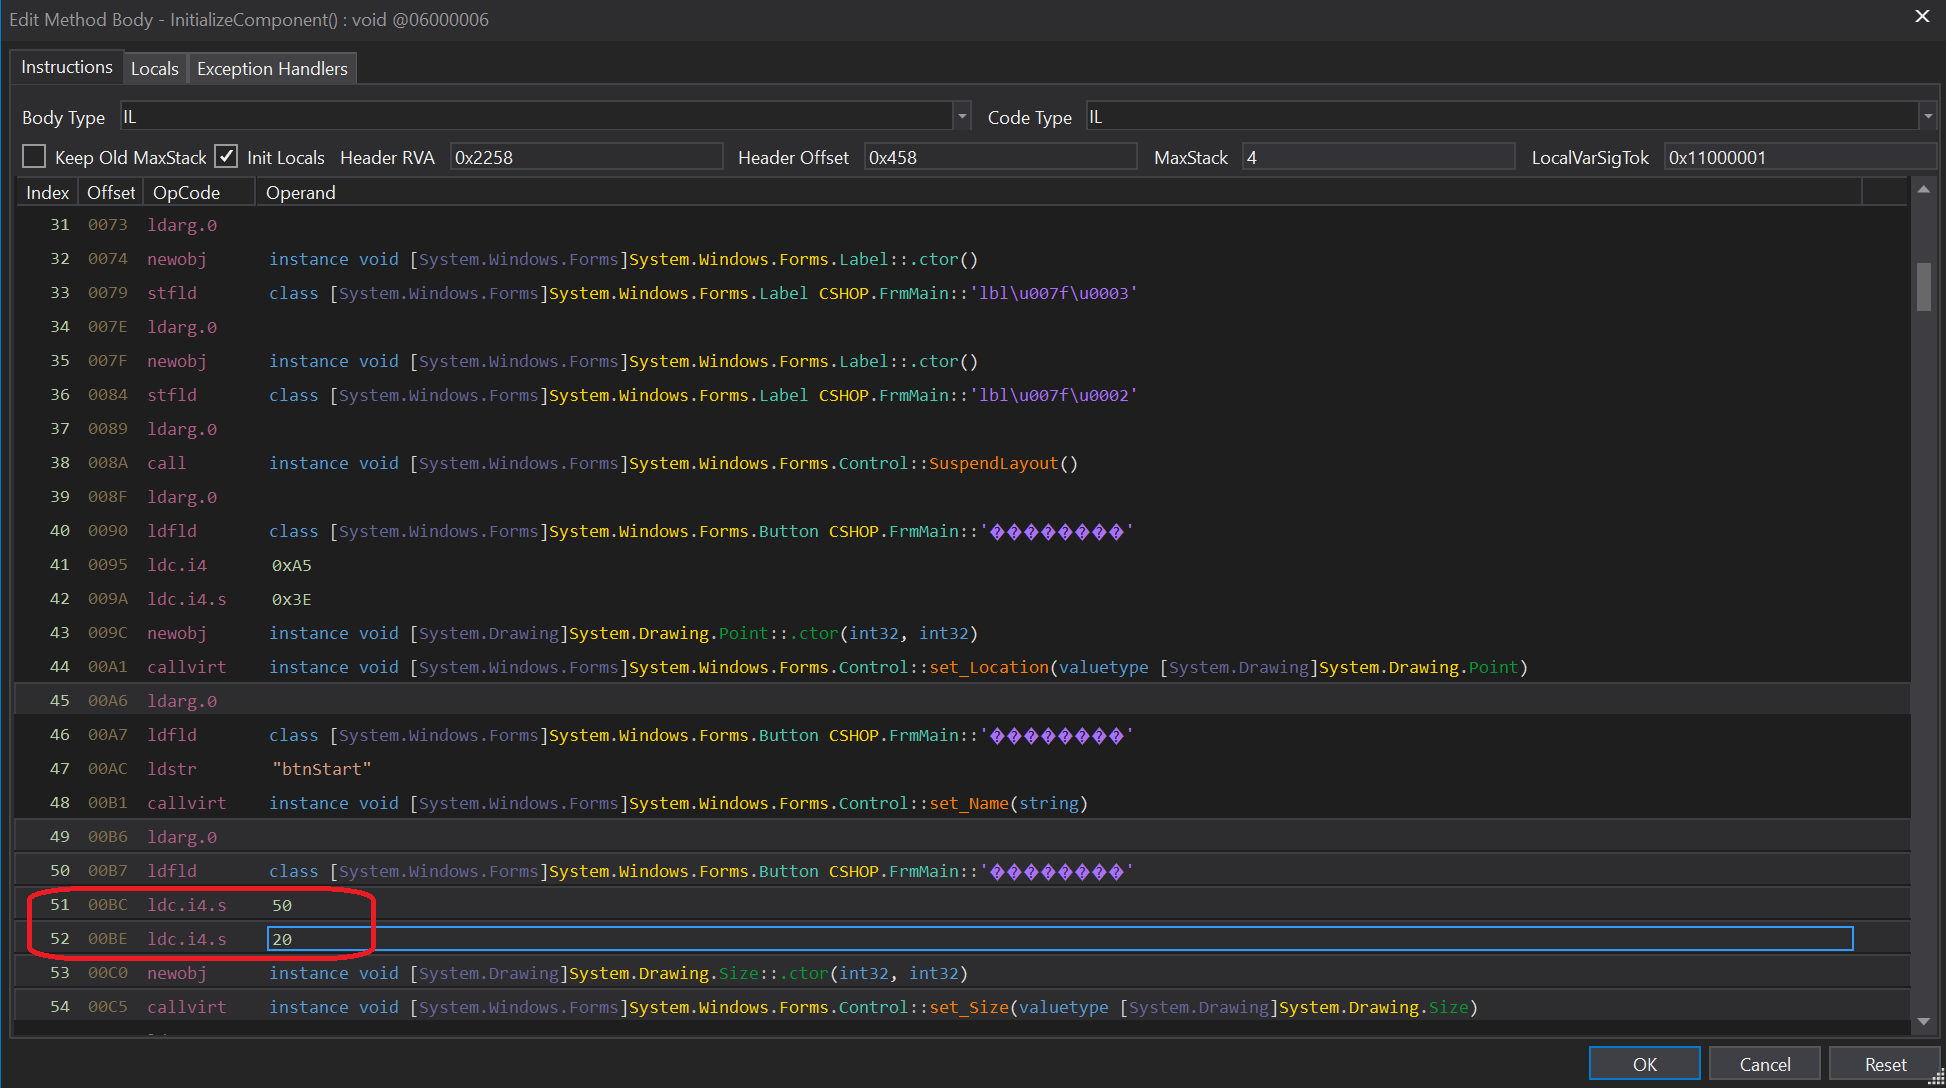 Edit Method Body - InitializeComponent() : void @06000006
Instructions Locals Exception Handlers
Body Type IL Code Type IL
Keep Old MaxStack Init Locals Header RVA 0x2258 Header Offset 0x458 MaxStack 4 LocalVarSigTok 0x11000001
Index Offset OpCode Operand
31 0073 ldarg.0
32 0074 newobj instance void [System.Windows.Forms]System.Windows.Forms.Label::.ctor()
33 0079 stfld class [System.Windows.Forms]System.Windows.Forms.Label CSHOP.FrmMain::'lbl\u007f\u0003'
34 007E ldarg.0
35 007F newobj instance void [System.Windows.Forms]System.Windows.Forms.Label::.ctor()
36 0084 stfld class [System.Windows.Forms]System.Windows.Forms.Label CSHOP.FrmMain::'lbl\u007f\u0002'
37 0089 ldarg.0
38 008A call instance void [System.Windows.Forms]System.Windows.Forms.Control::SuspendLayout()
39 008F ldarg.0
40 0090 ldfld class [System.Windows.Forms]System.Windows.Forms.Button CSHOP.FrmMain::'��������'
41 0095 ldc.i4 0xA5
42 009A ldc.i4.s 0x3E
43 009C newobj instance void [System.Drawing]System.Drawing.Point::.ctor(int32, int32)
44 00A1 callvirt instance void [System.Windows.Forms]System.Windows.Forms.Control::set_Location(valuetype [System.Drawing]System.Drawing.Point)
45 00A6 ldarg.0
46 00A7 ldfld class [System.Windows.Forms]System.Windows.Forms.Button CSHOP.FrmMain::'��������'
47 00AC ldstr "btnStart"
48 00B1 callvirt instance void [System.Windows.Forms]System.Windows.Forms.Control::set_Name(string)
49 00B6 ldarg.0
50 00B7 ldfld class [System.Windows.Forms]System.Windows.Forms.Button CSHOP.FrmMain::'��������'
51 00BC ldc.i4.s 50
52 00BE ldc.i4.s 20
53 00C0 newobj instance void [System.Drawing]System.Drawing.Size::.ctor(int32, int32)
54 00C5 callvirt instance void [System.Windows.Forms]System.Windows.Forms.Control::set_Size(valuetype [System.Drawing]System.Drawing.Size)
OK Cancel Reset